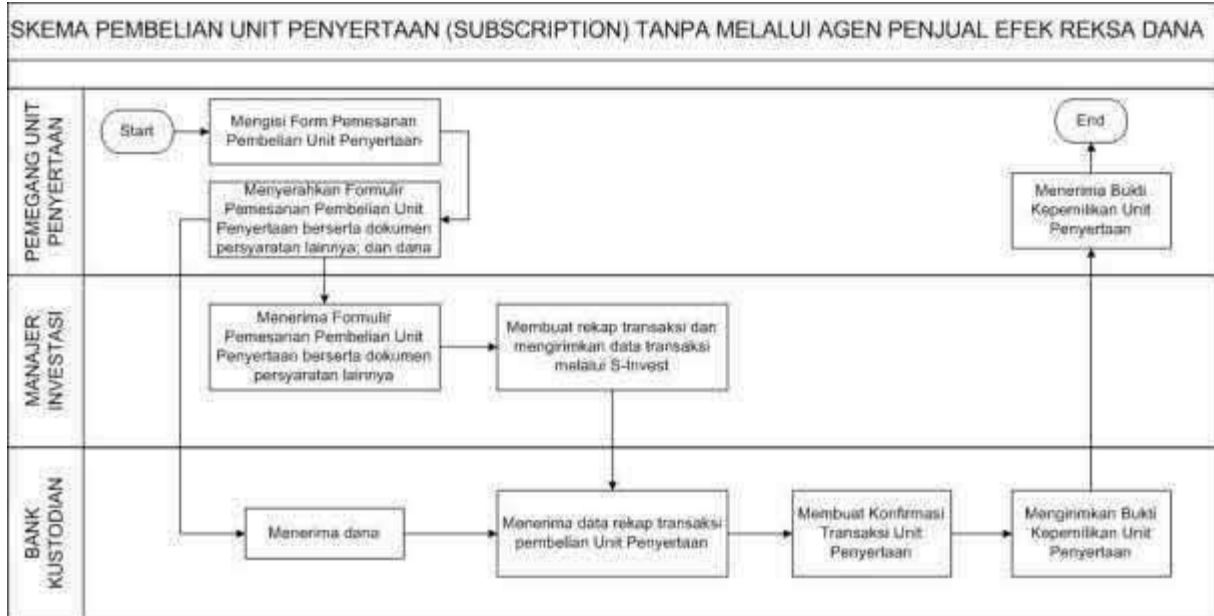 SKEMA PEMBELIAN UNIT PENYERTAAN (SUBSCRIPTION) TANPA MELALUI AGEN PENJUAL EFEK REKSA DANA
PEMEGANG UNIT
PENYERTAAN
Start
Mengisi Form Pemesanan
Pembelian Unit Penyertaan
Menyerahkan Formulir
Pemesanan Pembelian Unit
Penyertaan berserta dokumen
persyaratan lainnya; dan dana
End
Menerima Bukti
Kepemilikan Unit
Penyertaan
MANAJER
INVESTASI
Menerima Formulir
Pemesanan Pembelian Unit
Penyertaan berserta dokumen
persyaratan lainnya
Membuat rekap transaksi dan
mengirimkan data transaksi
melalui S-Invest
BANK
KUSTODIAN
Menerima dana
Menerima data rekap transaksi
pembelian Unit Penyertaan
Membuat Konfirmasi
Transaksi Unit
Penyertaan
Mengirimkan Bukti
Kepemilikan Unit
Penyertaan